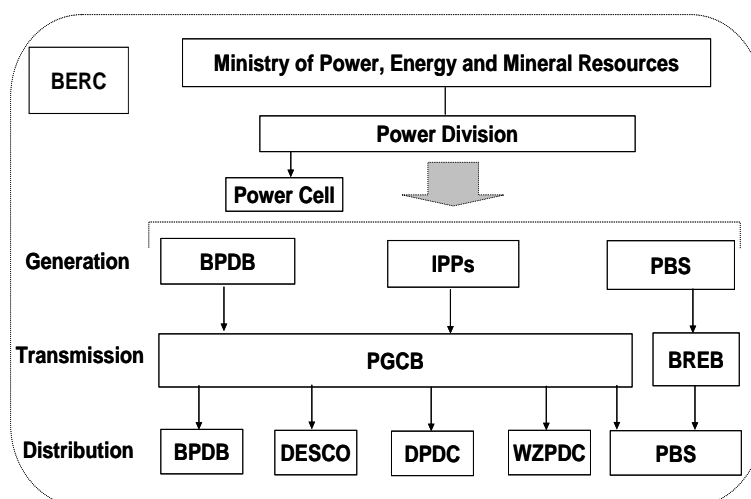 Ministry of Power, Energy and Mineral Resources
BERC
Power Division
Power Cell
Generation
BPDB
IPPs
PBS
Transmission
PGCB
BREB
Distribution
BPDB
DESCO
DPDC
WZPDC
PBS